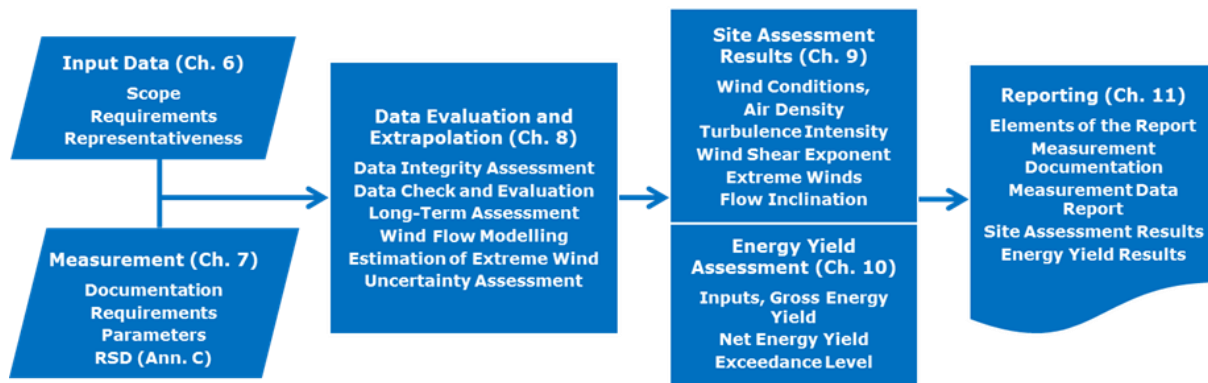 Input Data (Ch. 6)
Scope
Requirements
Representativeness
Measurement (Ch. 7)
Documentation
Requirements
Parameters
RSD (Ann. C)
Data Evaluation and
Extrapolation (Ch. 8)
Data Integrity Assessment
Data Check and Evaluation
Long-Term Assessment
Wind Flow Modelling
Estimation of Extreme Wind
Uncertainty Assessment
Site Assessment
Results (Ch. 9)
Wind Conditions,
Air Density
Turbulence Intensity
Wind Shear Exponent
Extreme Winds
Flow Inclination
Energy Yield
Assessment (Ch. 10)
Inputs, Gross Energy
Yield
Net Energy Yield
Exceedance Level
Reporting (Ch. 11)
Elements of the Report
Measurement
Documentation
Measurement Data
Report
Site Assessment Results
Energy Yield Results